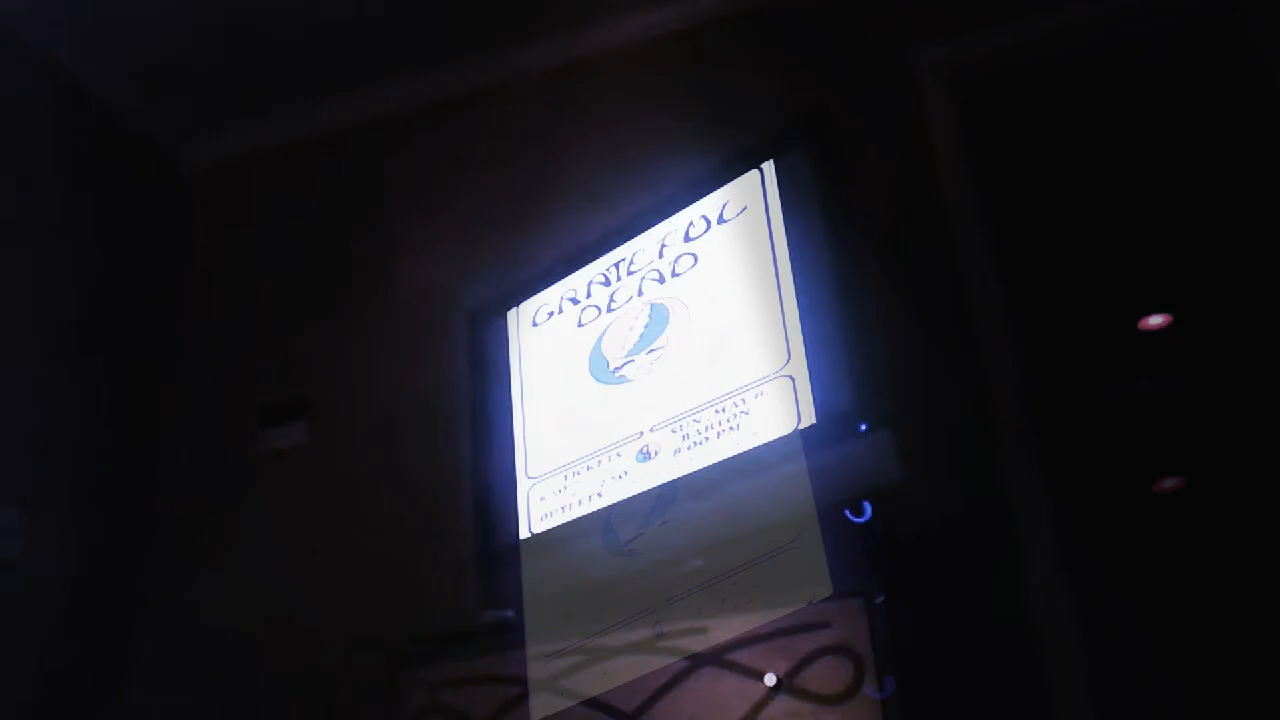 GRATEFUL
DEAD
TICKETS
OUTLETS
SUN. MAY 8.
BARTON
8:00 PM